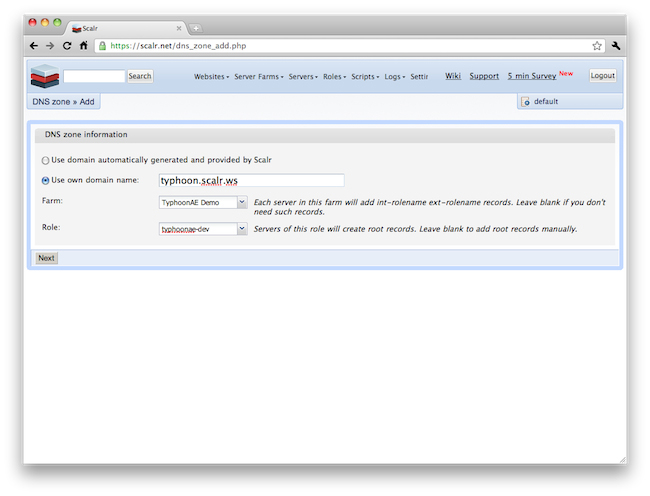 Scalr
https://scalr.net/dns_zone_add.php
Search
Websites Server Farms Servers Roles Scripts Logs Settin
Wiki Support 5 min Survey New
Logout
DNS zone » Add
default
DNS zone information
Use domain automatically generated and provided by Scalr
Use own domain name: typhoon.scalr.ws
Farm: TyphoonAE Demo Each server in this farm will add int-rolename ext-rolename records. Leave blank if you don't
need such records.
Role: typhoonae-dev Servers of this role will create root records. Leave blank to add root records manually.
Next